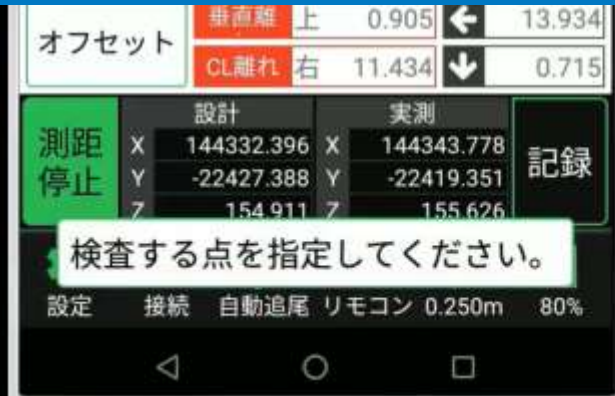 オフセット
垂直離 上 0.905 13.934
CL離れ 右 11.434 0.715
測距停止
設計 実測
X 144332.396 X 144343.778
Y -22427.388 Y -22419.351
Z 154.911 Z 155.626
記録
検査する点を指定してください。
設定 接続 自動追尾 リモコン 0.250m 80%